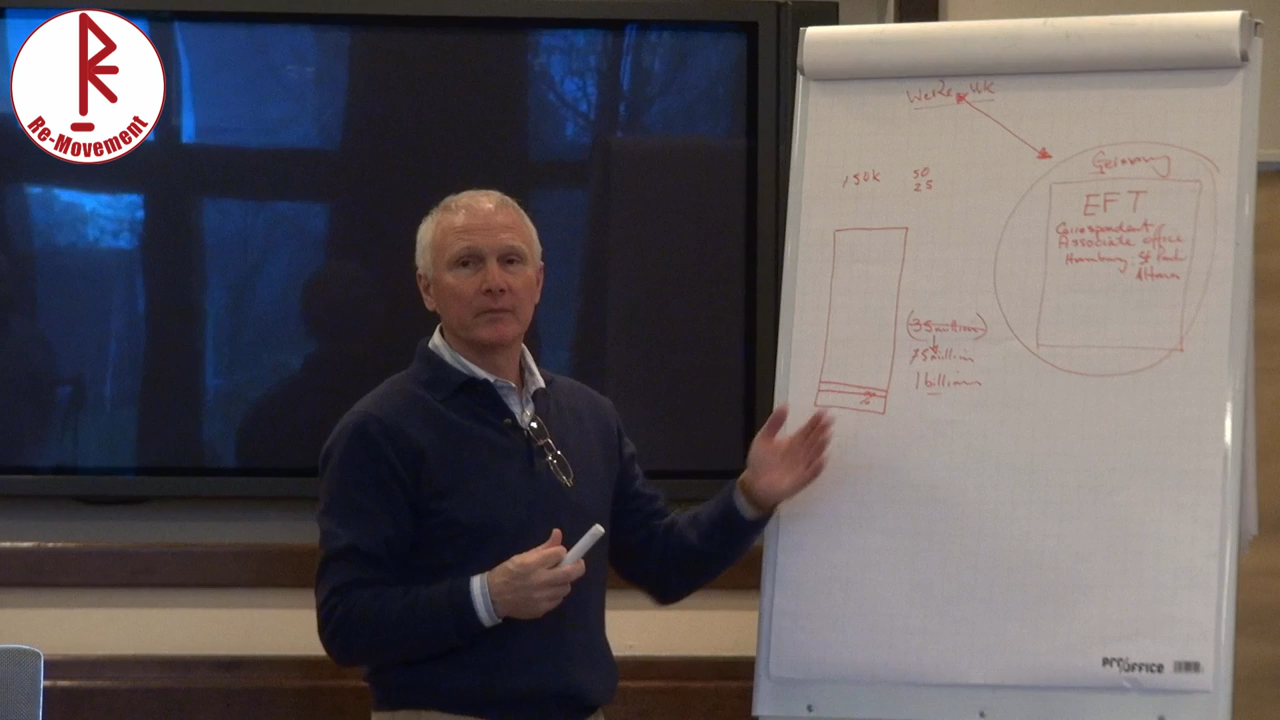 Re-Movement
WeRe UK
150k 50
25
Germany
EFT
Correspondent
Associate office
Hamburg: St Pauli
Altona
(35 million)
75 million
1 billion
%
PRO/OFFICE